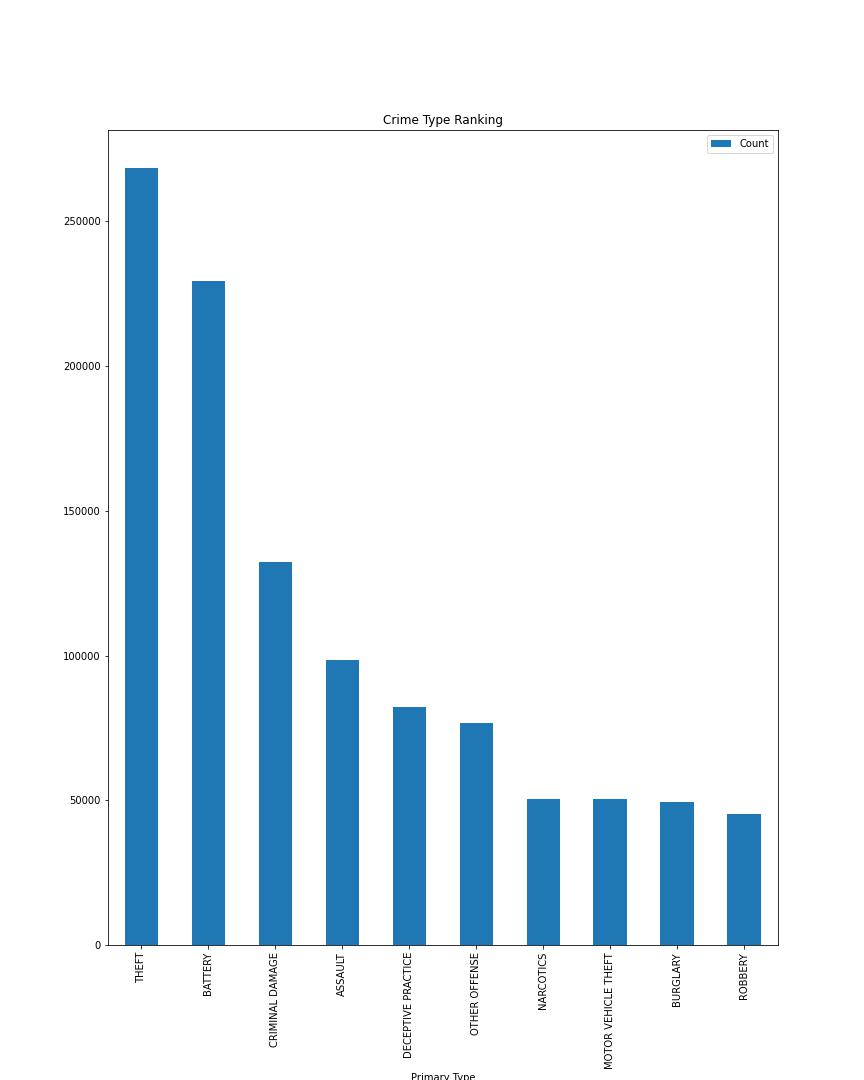 Crime Type Ranking
Count
250000
200000
150000
100000
50000
0
THEFT
BATTERY
CRIMINAL DAMAGE
ASSAULT
DECEPTIVE PRACTICE
OTHER OFFENSE
NARCOTICS
MOTOR VEHICLE THEFT
BURGLARY
ROBBERY
Primary Type